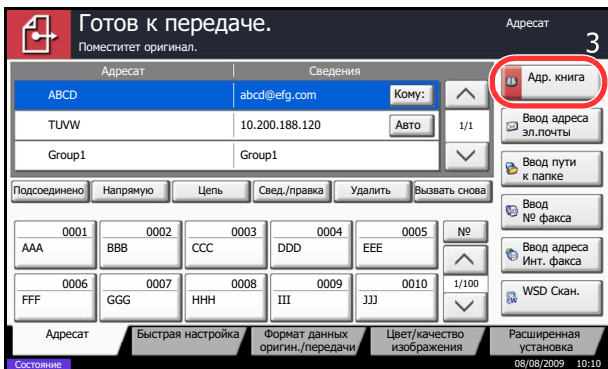 Готов к передаче.
Адресат
Поместитет оригинал.
3
Адресат Сведения
ABCD abcd@efg.com Кому:
TUVW 10.200.188.120 Авто 1/1
Group1 Group1
Адр. книга
Ввод адреса
эл.почты
Ввод пути
к папке
Ввод
№ факса
Ввод адреса
Инт. факса
WSD Скан.
Подсоединено Напрямую Цепь Свед./правка Удалить Вызвать снова
0001 0002 0003 0004 0005 №
AAA BBB CCC DDD EEE
0006 0007 0008 0009 0010 1/100
FFF GGG HHH III JJJ
Адресат Быстрая настройка Формат данных Цвет/качество Расширенная
оригин./передачи изображения установка
Состояние 08/08/2009 10:10